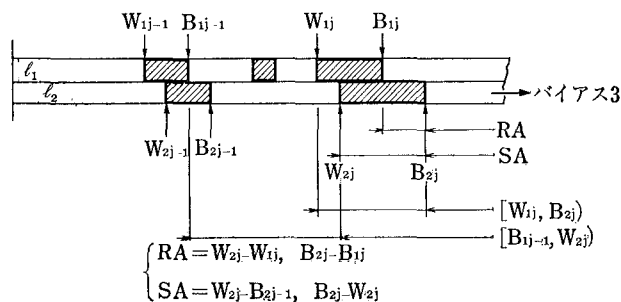 W1j-1 B1j-1 W1j B1j
ℓ1
ℓ2
バイアス3
RA
SA
W2j-1 B2j-1 W2j B2j
[W1j, B2j)
[B1j-1, W2j)
RA=W2j-W1j, B2j-B1j
SA=W2j-B2j-1, B2j-W2j